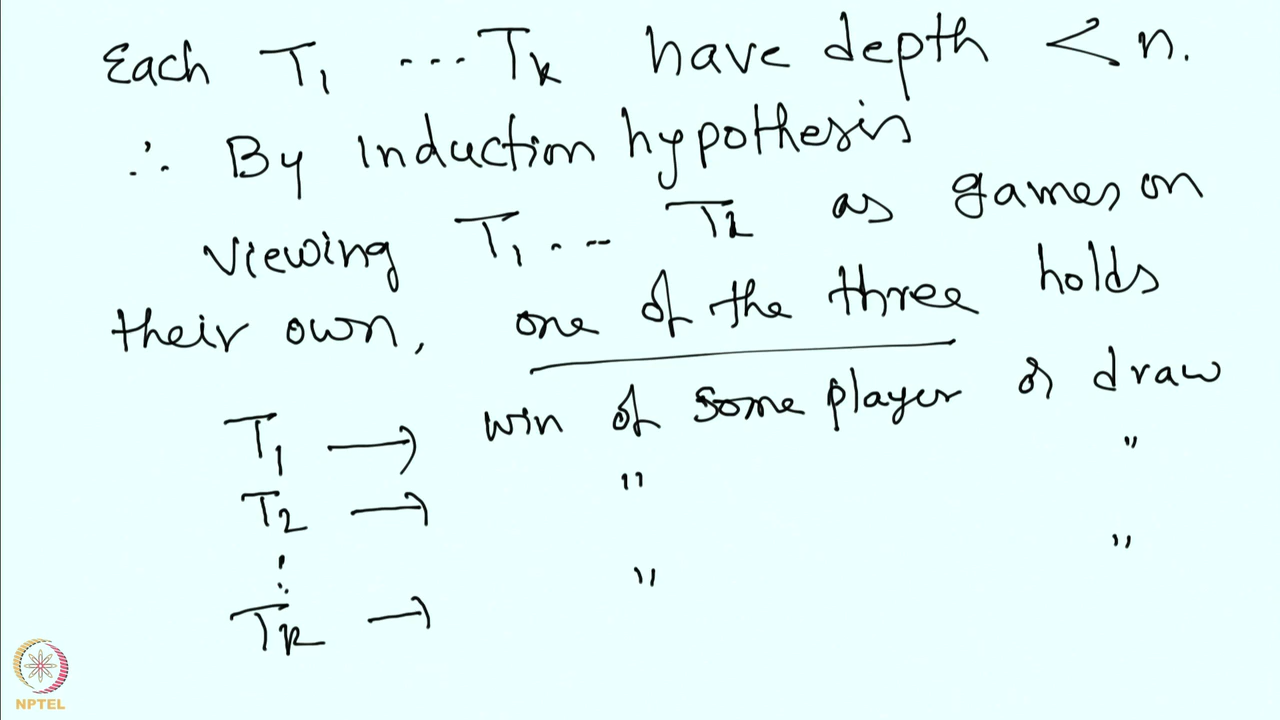 Each T₁ ... Tₖ have depth < n.
∴ By Induction hypothesis
viewing T₁ ... Tₖ as games on
their own, one of the three holds
T₁ → win of some player or draw
T₂ → " "
⋮
Tₖ → " "
NPTEL